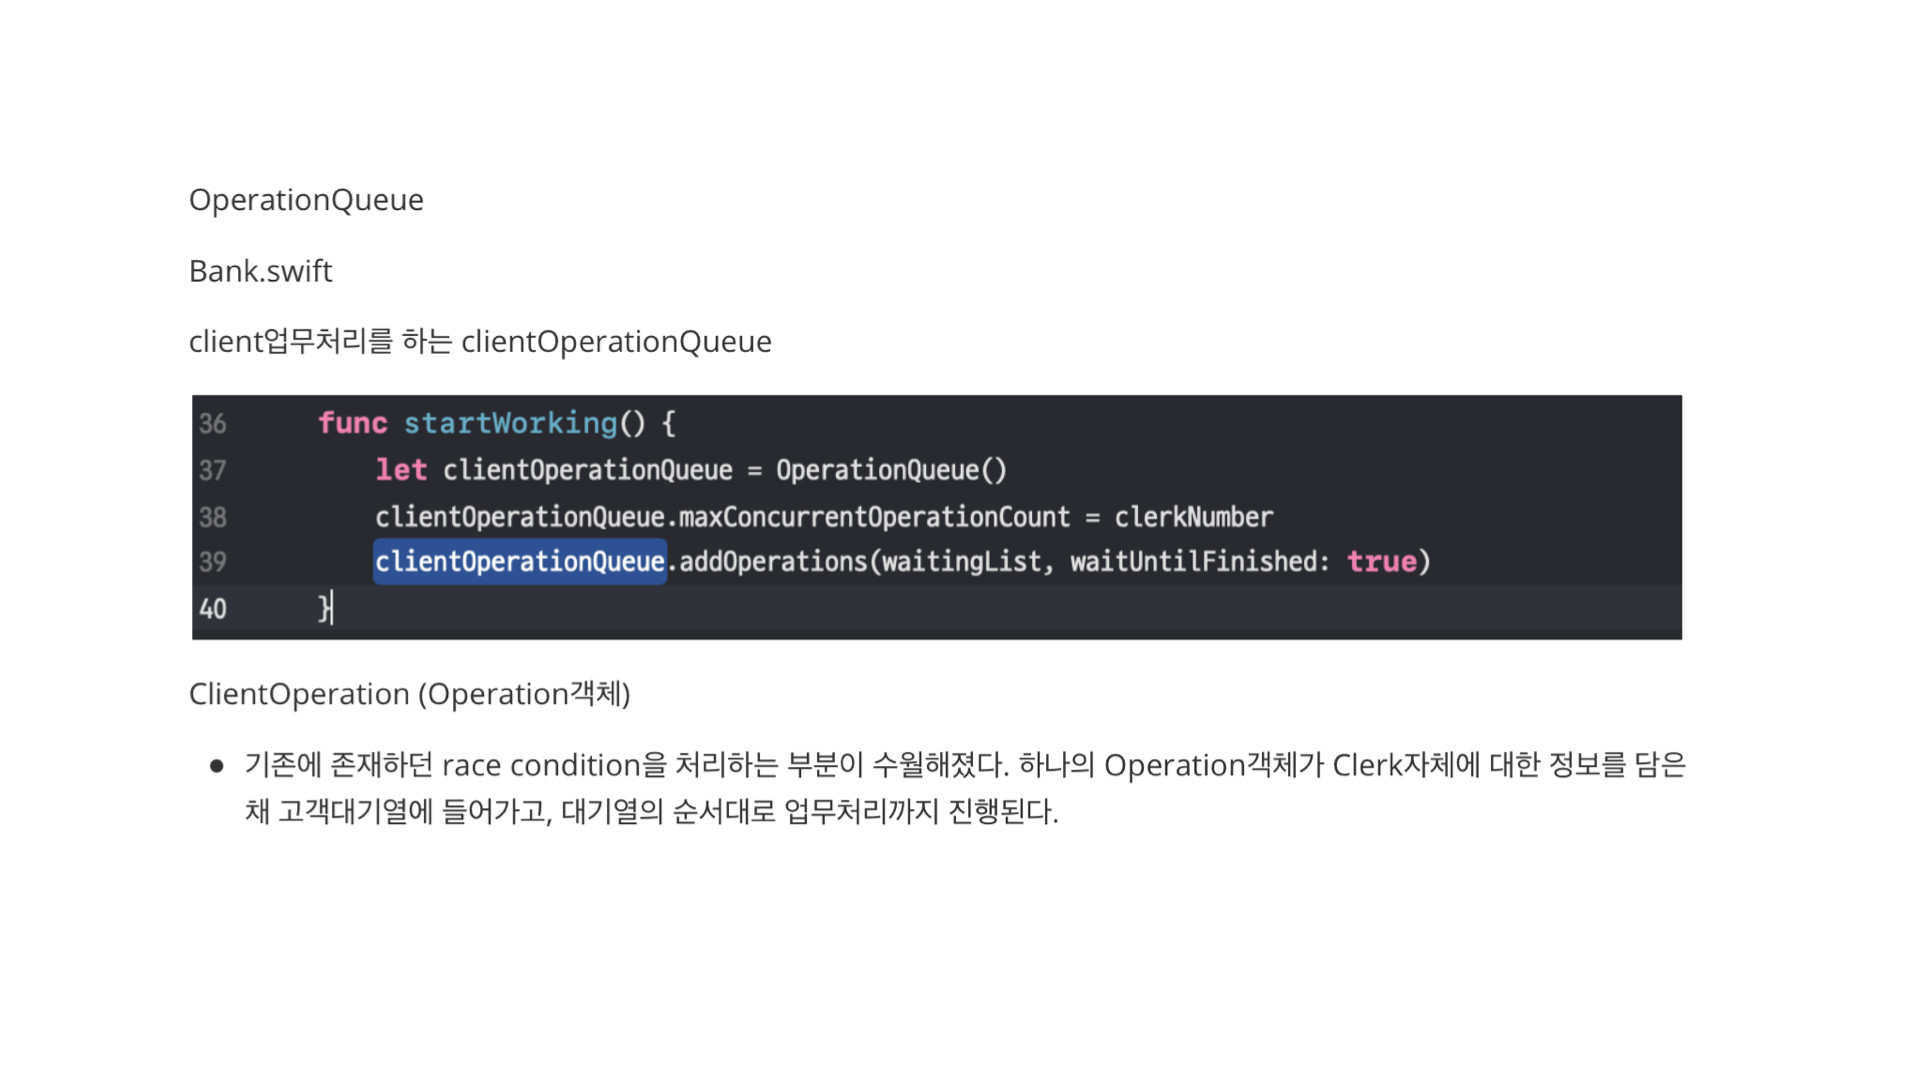 OperationQueue
Bank.swift
client업무처리를 하는 clientOperationQueue
36 func startWorking() {
37 let clientOperationQueue = OperationQueue()
38 clientOperationQueue.maxConcurrentOperationCount = clerkNumber
39 clientOperationQueue.addOperations(waitingList, waitUntilFinished: true)
40 }
ClientOperation (Operation객체)
● 기존에 존재하던 race condition을 처리하는 부분이 수월해졌다. 하나의 Operation객체가 Clerk자체에 대한 정보를 담은
채 고객대기열에 들어가고, 대기열의 순서대로 업무처리까지 진행된다.